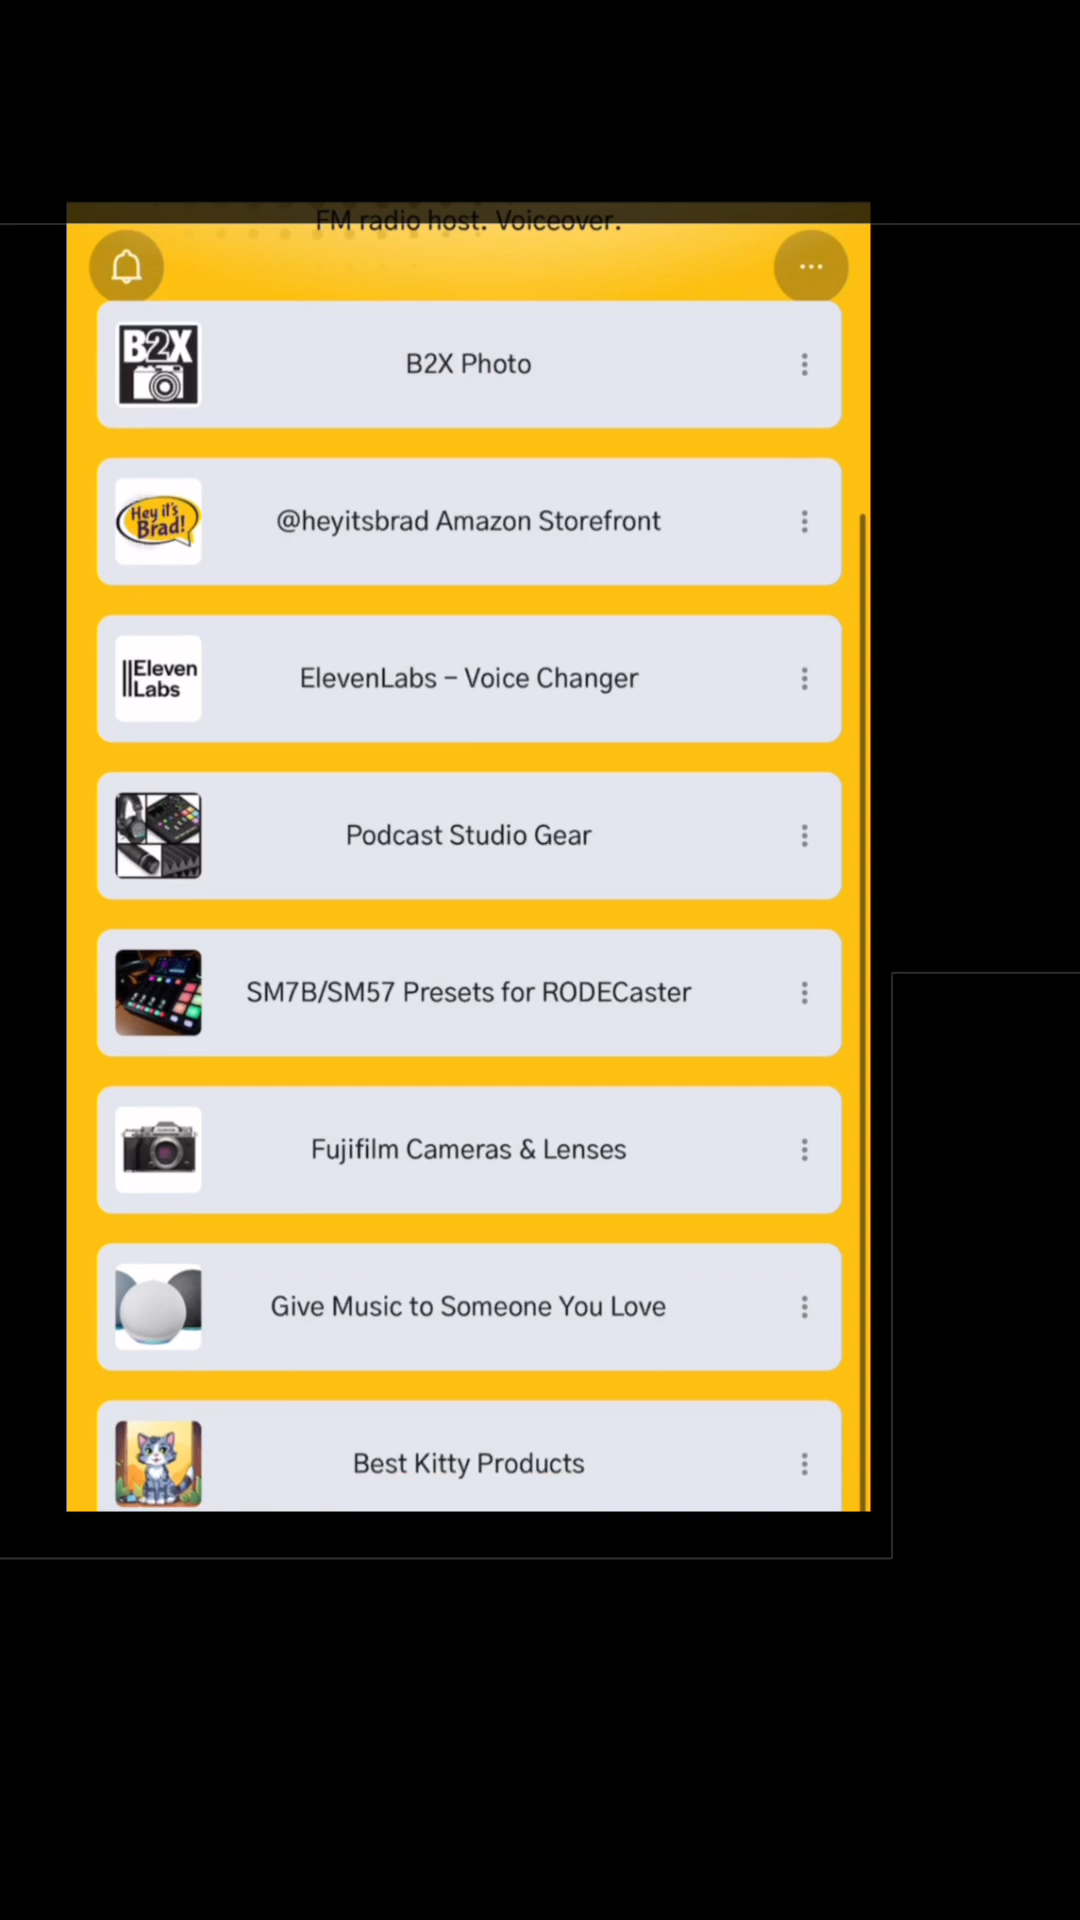 FM radio host. Voiceover.
B2X
B2X Photo
Hey it's
Brad!
@heyitsbrad Amazon Storefront
Eleven
Labs
ElevenLabs – Voice Changer
Podcast Studio Gear
SM7B/SM57 Presets for RODECaster
Fujifilm Cameras & Lenses
Give Music to Someone You Love
Best Kitty Products